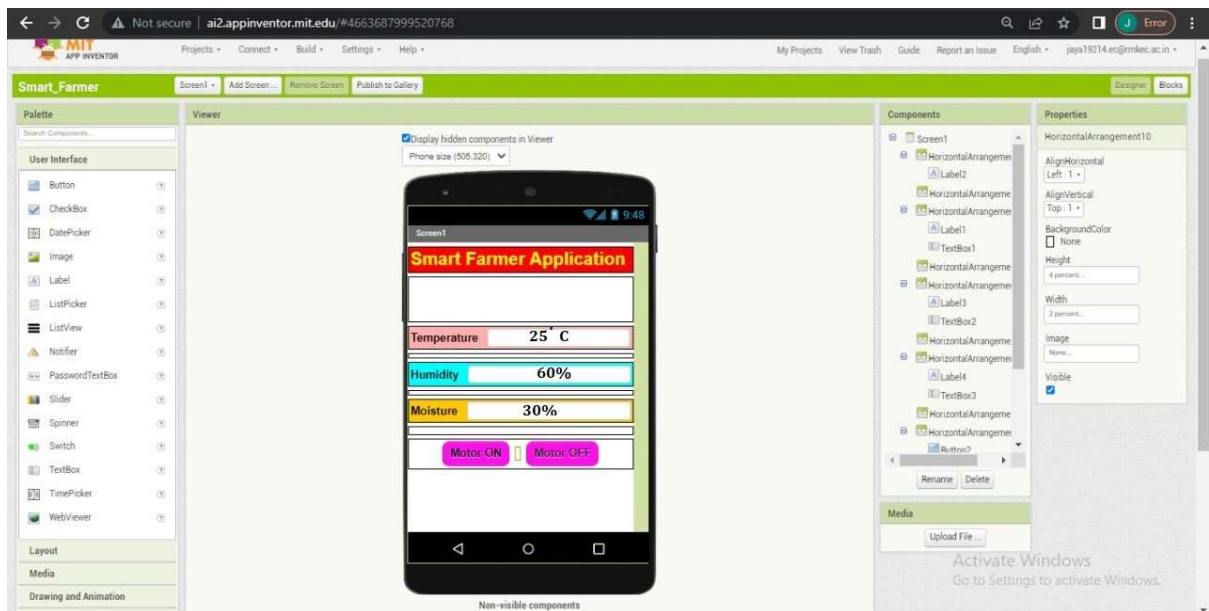 Not secure | ai2.appinventor.mit.edu/#4663687999520768
J Error
MIT
APP INVENTOR
Projects Connect Build Settings Help
My Projects View Trash Guide Report an Issue English jaya19214.ec@rmkec.ac.in
Smart_Farmer
Screen1 Add Screen ... Remove Screen Publish to Gallery
Designer Blocks
Palette
Search Components...
User Interface
Button
CheckBox
DatePicker
Image
Label
ListPicker
ListView
Notifier
PasswordTextBox
Slider
Spinner
Switch
TextBox
TimePicker
WebViewer
Layout
Media
Drawing and Animation
Viewer
Display hidden components in Viewer
Phone size (505,320)
9:48
Screen1
Smart Farmer Application
Temperature 25° C
Humidity 60%
Moisture 30%
Motor ON Motor OFF
Non-visible components
Components
Screen1
HorizontalArrangemen
Label2
HorizontalArrangeme
HorizontalArrangemen
Label1
TextBox1
HorizontalArrangeme
HorizontalArrangemen
Label3
TextBox2
HorizontalArrangeme
HorizontalArrangemen
Label4
TextBox3
HorizontalArrangeme
HorizontalArrangemen
Button2
Rename Delete
Media
Upload File ...
Properties
HorizontalArrangement10
AlignHorizontal
Left : 1
AlignVertical
Top : 1
BackgroundColor
None
Height
4 percent...
Width
2 percent...
Image
None...
Visible
Activate Windows
Go to Settings to activate Windows.